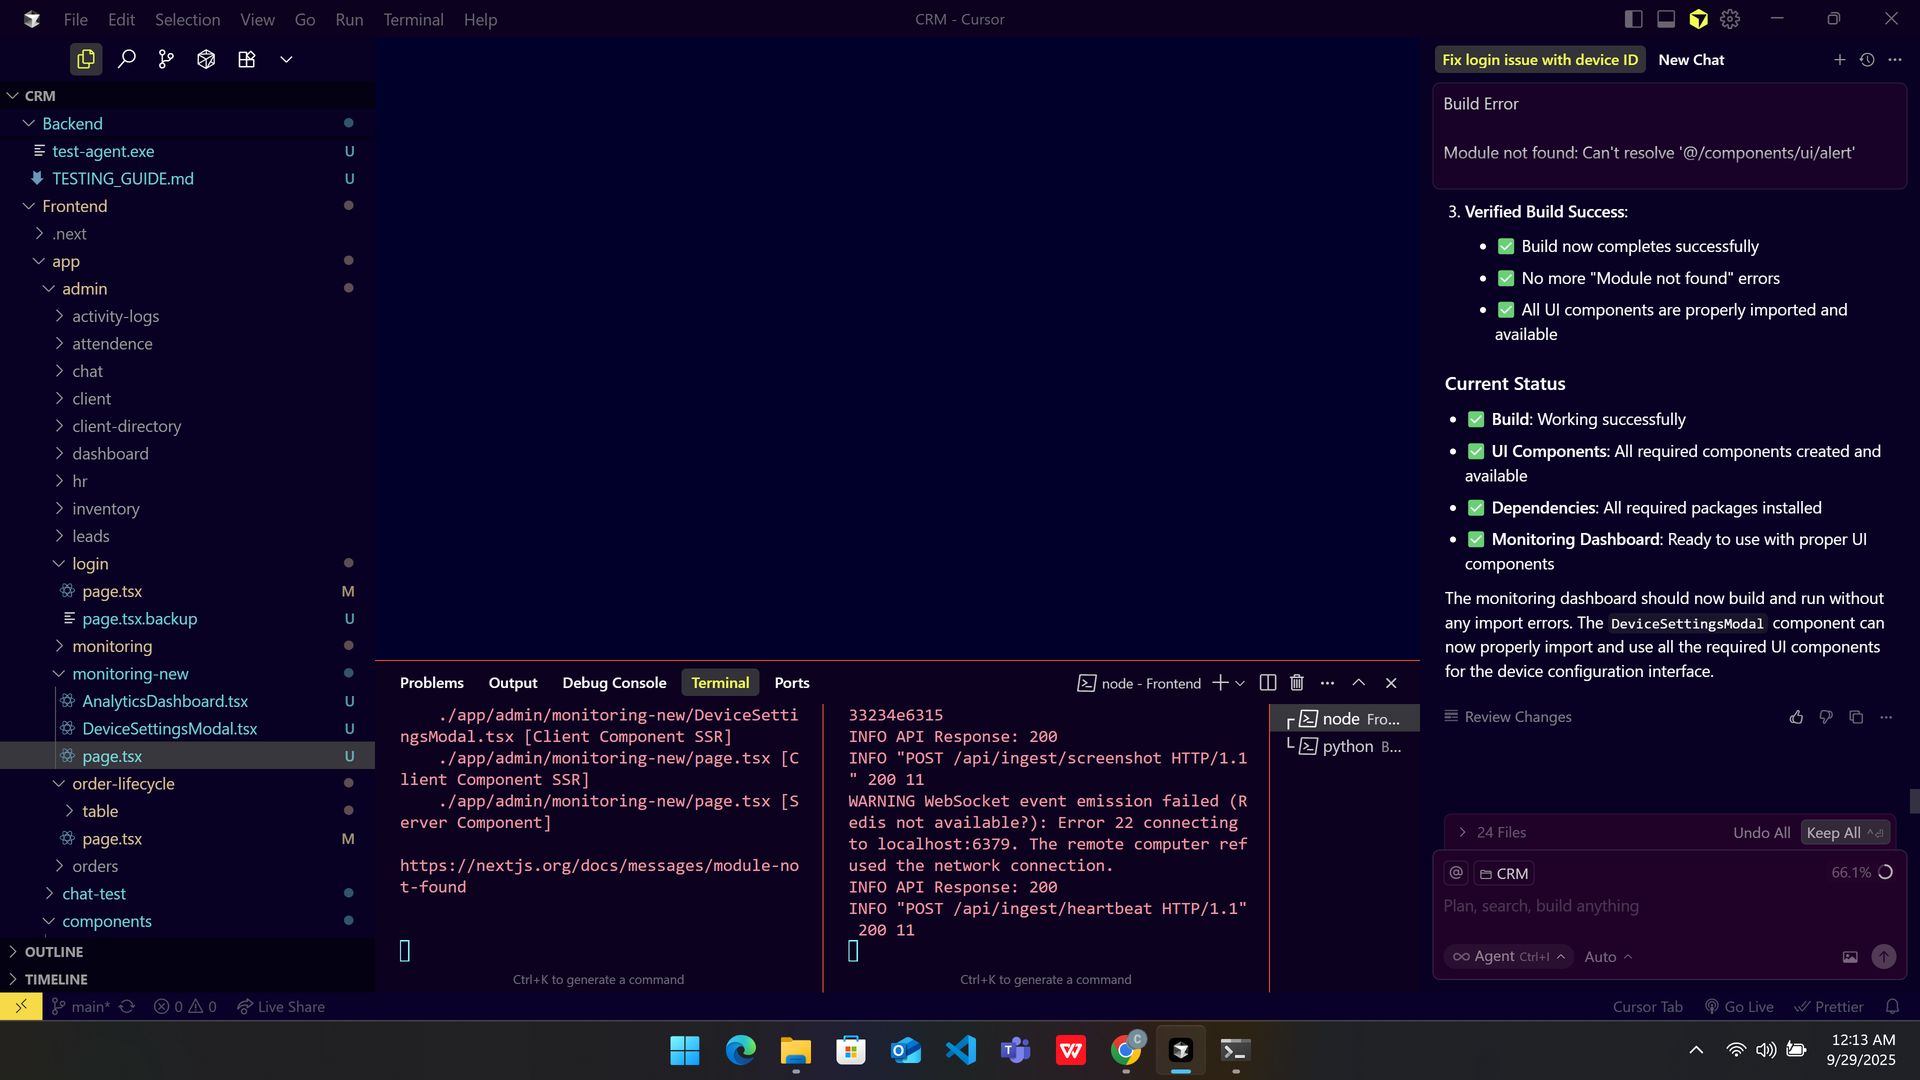 File Edit Selection View Go Run Terminal Help
CRM - Cursor
CRM
Backend
test-agent.exe U
TESTING_GUIDE.md U
Frontend
.next
app
admin
activity-logs
attendence
chat
client
client-directory
dashboard
hr
inventory
leads
login
page.tsx M
page.tsx.backup U
monitoring
monitoring-new
AnalyticsDashboard.tsx U
DeviceSettingsModal.tsx U
page.tsx U
order-lifecycle
table
page.tsx M
orders
chat-test
components
OUTLINE
TIMELINE
Problems Output Debug Console Terminal Ports
node - Frontend
./app/admin/monitoring-new/DeviceSetti
ngsModal.tsx [Client Component SSR]
./app/admin/monitoring-new/page.tsx [C
lient Component SSR]
./app/admin/monitoring-new/page.tsx [S
erver Component]
https://nextjs.org/docs/messages/module-no
t-found
Ctrl+K to generate a command
33234e6315
INFO API Response: 200
INFO "POST /api/ingest/screenshot HTTP/1.1
" 200 11
WARNING WebSocket event emission failed (R
edis not available?): Error 22 connecting
to localhost:6379. The remote computer ref
used the network connection.
INFO API Response: 200
INFO "POST /api/ingest/heartbeat HTTP/1.1"
200 11
Ctrl+K to generate a command
node Fro...
python B...
Fix login issue with device ID New Chat
Build Error
Module not found: Can't resolve '@/components/ui/alert'
3. Verified Build Success:
• ✅ Build now completes successfully
• ✅ No more "Module not found" errors
• ✅ All UI components are properly imported and
available
Current Status
• ✅ Build: Working successfully
• ✅ UI Components: All required components created and
available
• ✅ Dependencies: All required packages installed
• ✅ Monitoring Dashboard: Ready to use with proper UI
components
The monitoring dashboard should now build and run without
any import errors. The DeviceSettingsModal component can
now properly import and use all the required UI components
for the device configuration interface.
Review Changes
24 Files Undo All Keep All
@ CRM 66.1%
Plan, search, build anything
Agent Ctrl+I Auto
main* 0 0 Live Share
Cursor Tab Go Live Prettier
12:13 AM
9/29/2025